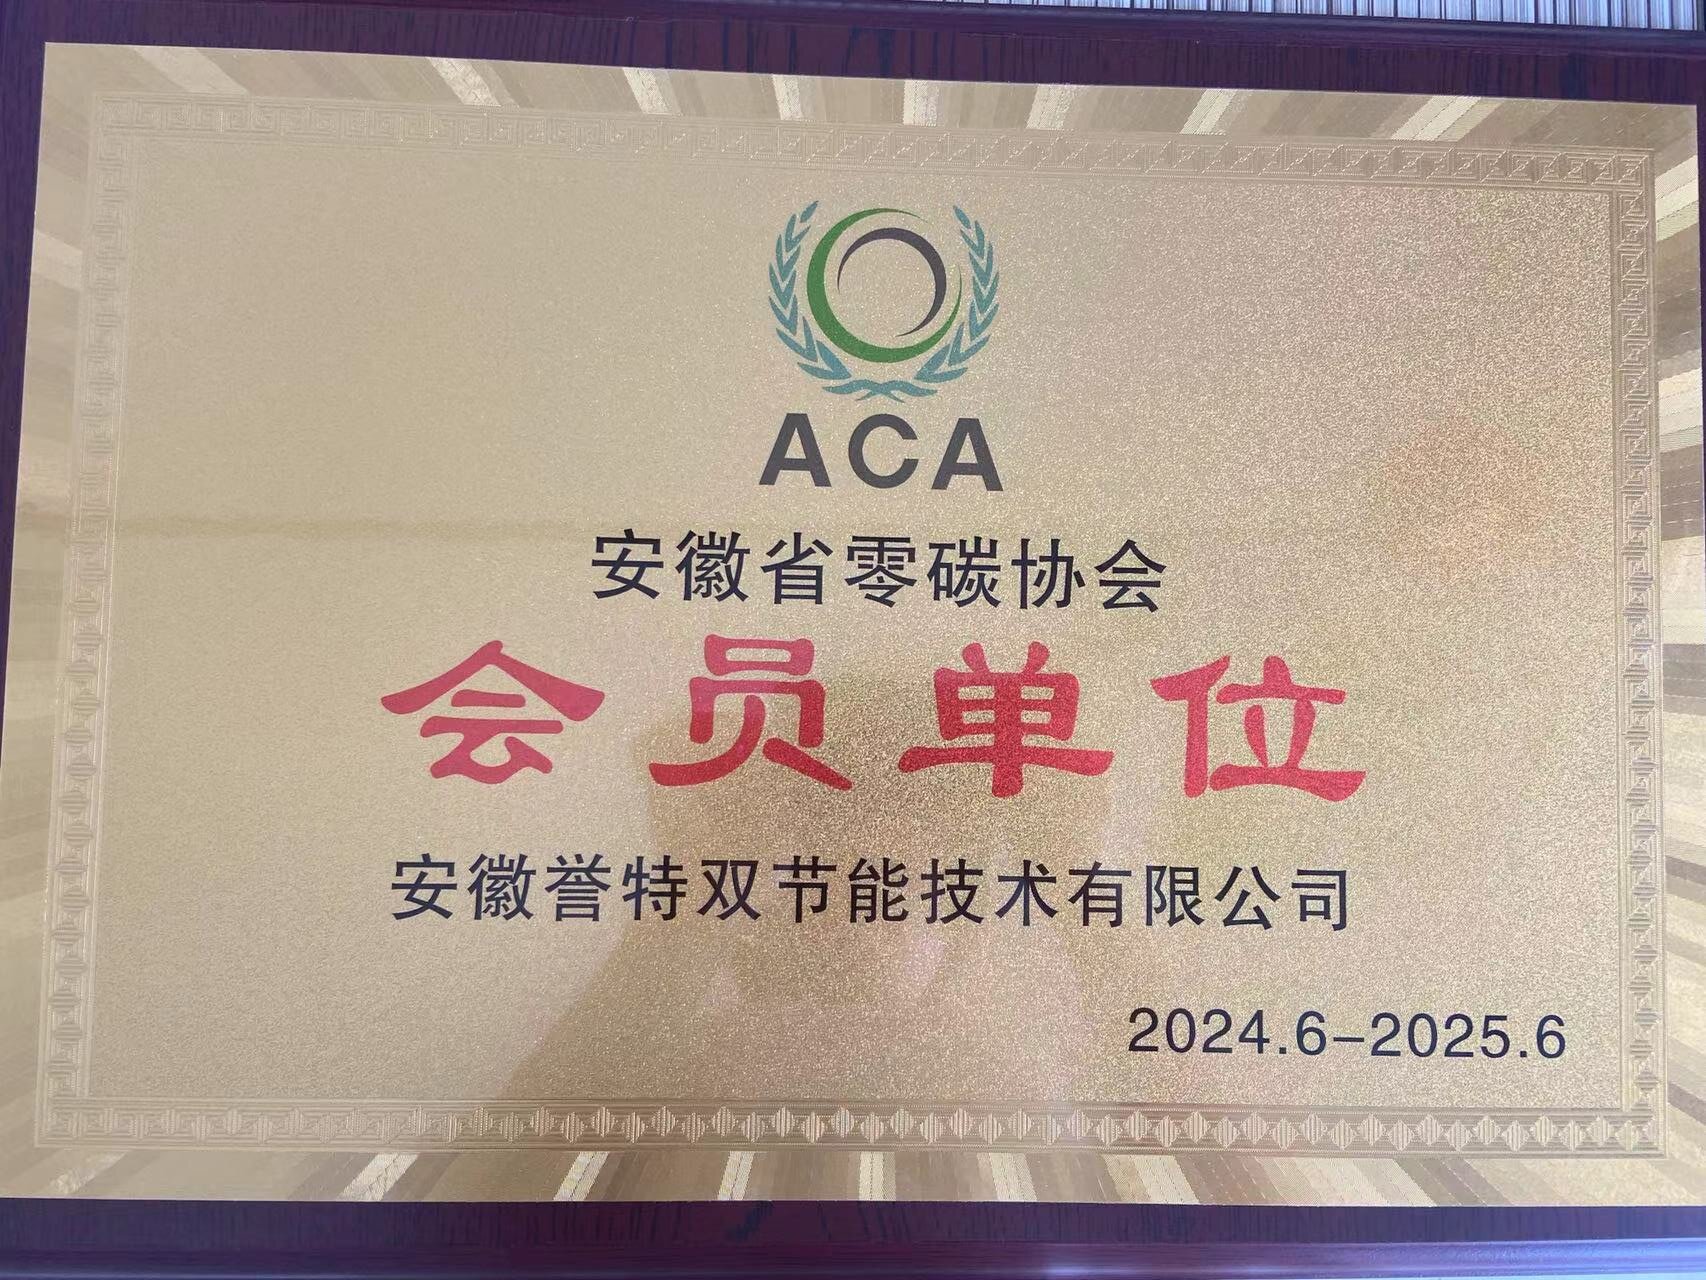 ACA
安徽省零碳协会
会员单位
安徽誉特双节能技术有限公司
2024.6-2025.6